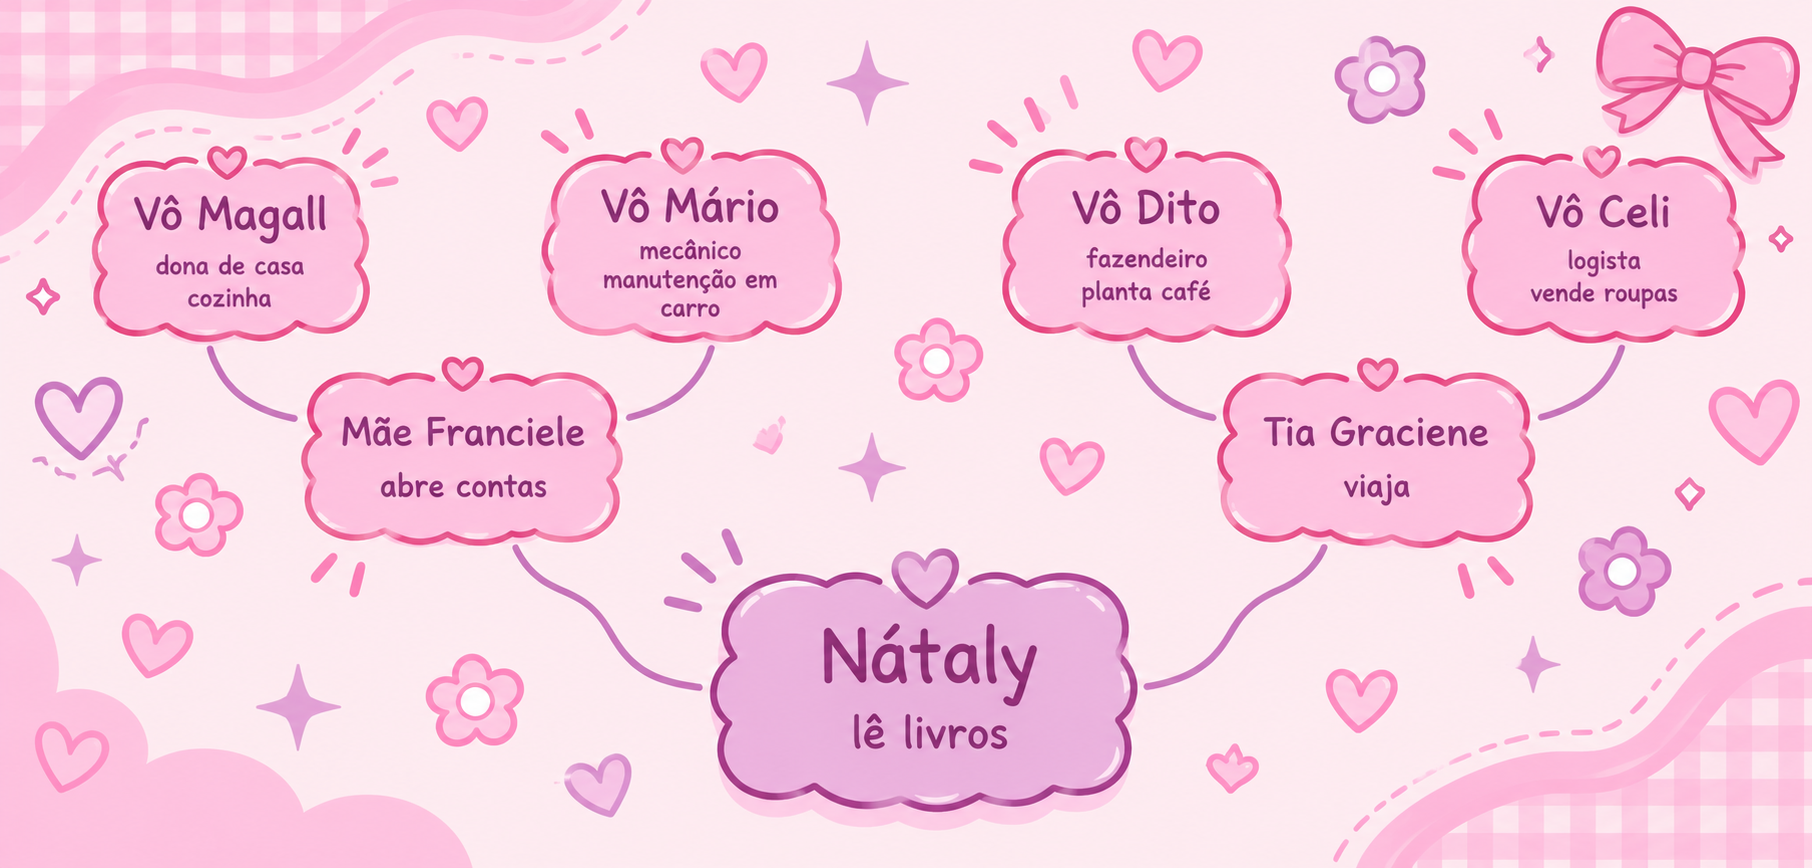 Vô Magall
dona de casa
cozinha
Vô Mário
mecânico
manutenção em
carro
Vô Dito
fazendeiro
planta café
Vô Celi
logista
vende roupas
Mãe Franciele
abre contas
Tia Graciene
viaja
Nátaly
lê livros